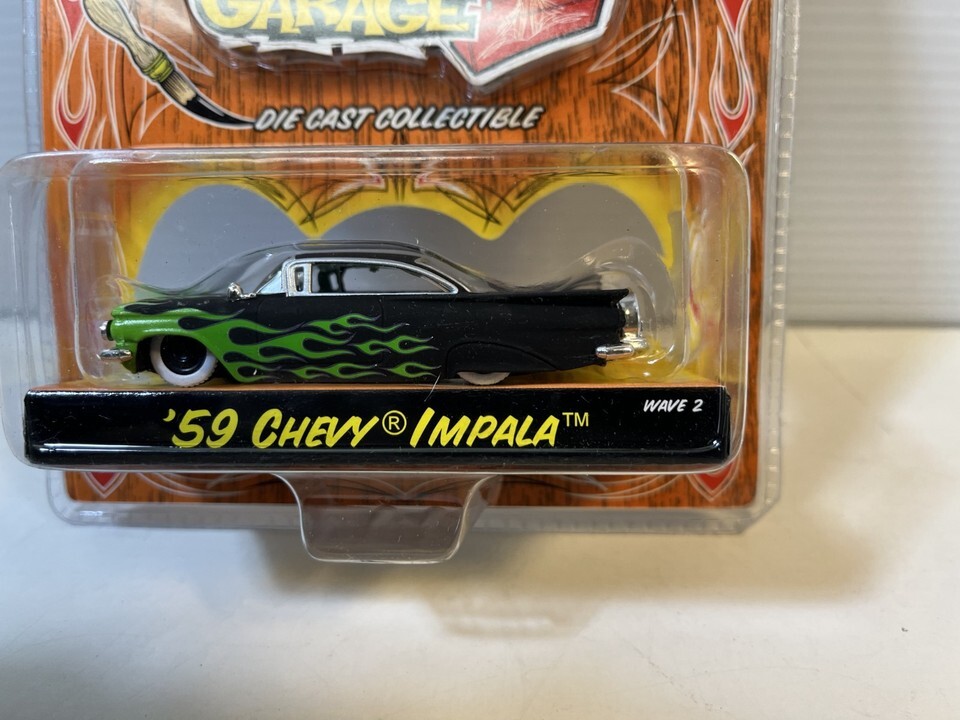 GARAGE
DIE CAST COLLECTIBLE
WAVE 2
'59 CHEVY® IMPALA™